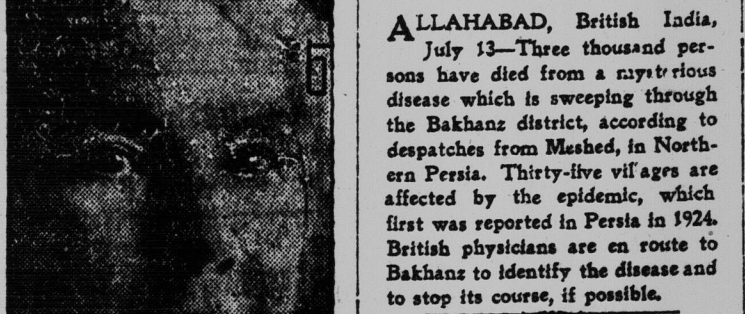 ALLAHABAD, British India,
July 13—Three thousand per-
sons have died from a mysterious
disease which is sweeping through
the Bakhanz district, according to
despatches from Meshed, in North-
ern Persia. Thirty-five villages are
affected by the epidemic, which
first was reported in Persia in 1924.
British physicians are en route to
Bakhanz to identify the disease and
to stop its course, if possible.